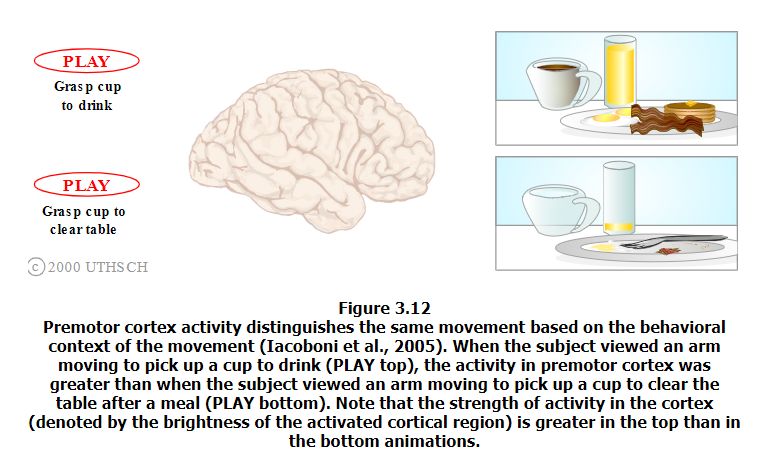 PLAY
Grasp cup
to drink
PLAY
Grasp cup to
clear table
© 2000 UTHSCH
Figure 3.12
Premotor cortex activity distinguishes the same movement based on the behavioral
context of the movement (Iacoboni et al., 2005). When the subject viewed an arm
moving to pick up a cup to drink (PLAY top), the activity in premotor cortex was
greater than when the subject viewed an arm moving to pick up a cup to clear the
table after a meal (PLAY bottom). Note that the strength of activity in the cortex
(denoted by the brightness of the activated cortical region) is greater in the top than in
the bottom animations.